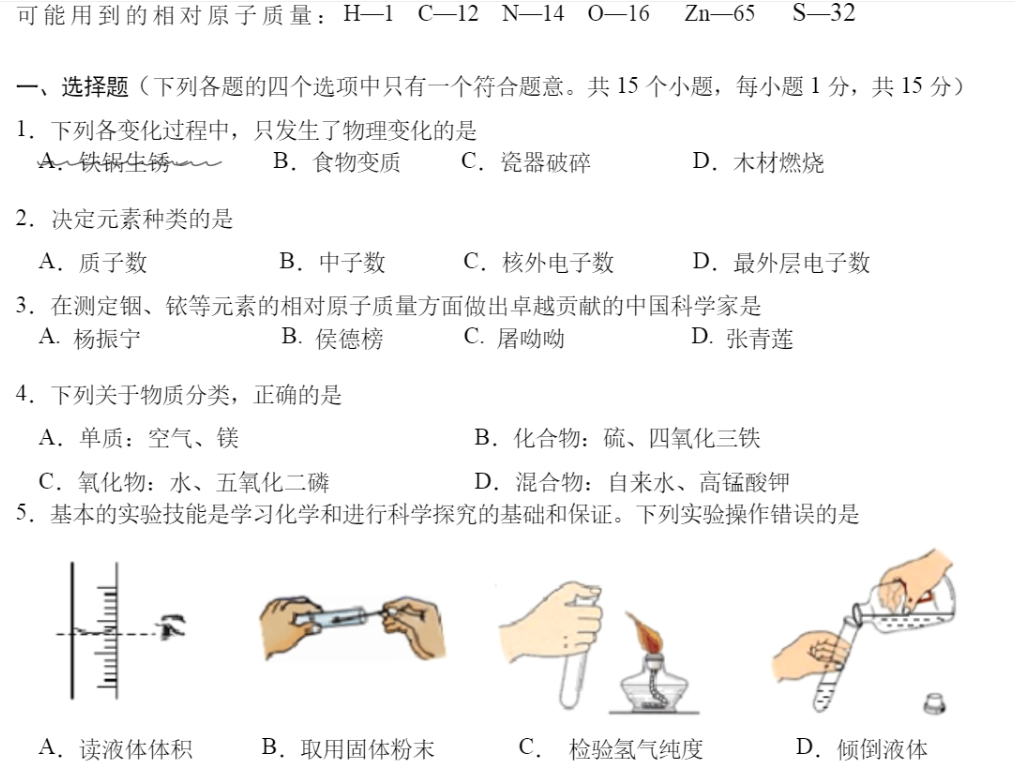 可能用到的相对原子质量：H—1 C—12 N—14 O—16 Zn—65 S—32
一、选择题（下列各题的四个选项中只有一个符合题意。共 15 个小题，每小题 1 分，共 15 分）
1．下列各变化过程中，只发生了物理变化的是
A．铁锅生锈 B．食物变质 C．瓷器破碎 D．木材燃烧
2．决定元素种类的是
A．质子数 B．中子数 C．核外电子数 D．最外层电子数
3．在测定铟、铱等元素的相对原子质量方面做出卓越贡献的中国科学家是
A. 杨振宁 B. 侯德榜 C. 屠呦呦 D. 张青莲
4．下列关于物质分类，正确的是
A．单质：空气、镁 B．化合物：硫、四氧化三铁
C．氧化物：水、五氧化二磷 D．混合物：自来水、高锰酸钾
5．基本的实验技能是学习化学和进行科学探究的基础和保证。下列实验操作错误的是
A．读液体体积 B．取用固体粉末 C． 检验氢气纯度 D．倾倒液体